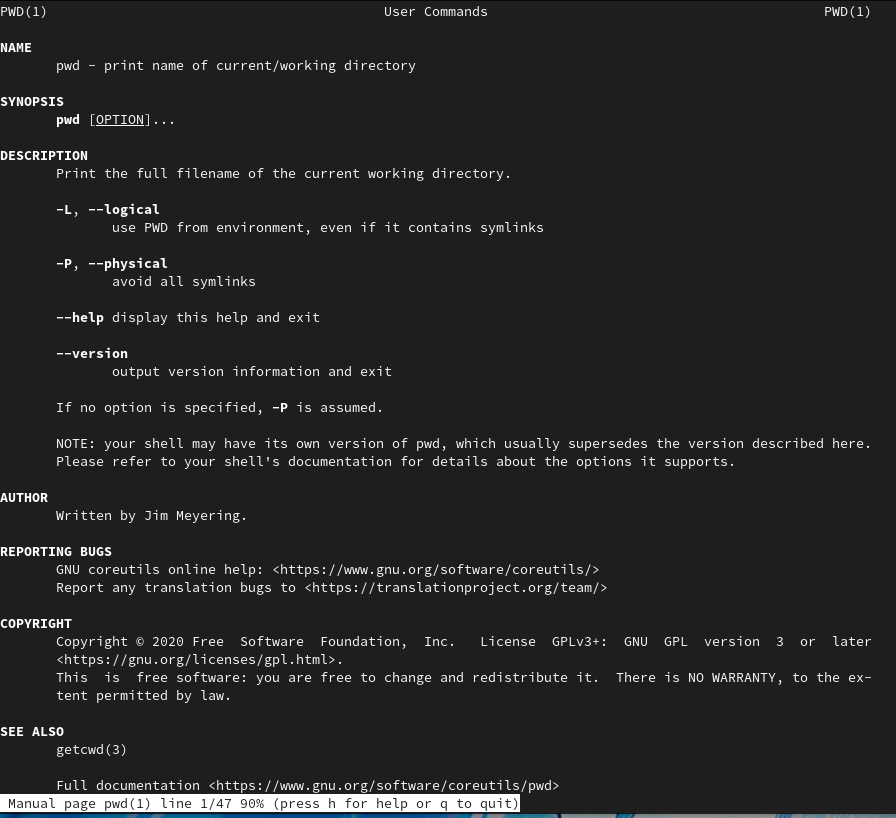 PWD(1) User Commands PWD(1)
NAME
pwd - print name of current/working directory
SYNOPSIS
pwd [OPTION]...
DESCRIPTION
Print the full filename of the current working directory.
-L, --logical
use PWD from environment, even if it contains symlinks
-P, --physical
avoid all symlinks
--help display this help and exit
--version
output version information and exit
If no option is specified, -P is assumed.
NOTE: your shell may have its own version of pwd, which usually supersedes the version described here.
Please refer to your shell's documentation for details about the options it supports.
AUTHOR
Written by Jim Meyering.
REPORTING BUGS
GNU coreutils online help: <https://www.gnu.org/software/coreutils/>
Report any translation bugs to <https://translationproject.org/team/>
COPYRIGHT
Copyright © 2020 Free Software Foundation, Inc. License GPLv3+: GNU GPL version 3 or later
<https://gnu.org/licenses/gpl.html>.
This is free software: you are free to change and redistribute it. There is NO WARRANTY, to the ex-
tent permitted by law.
SEE ALSO
getcwd(3)
Full documentation <https://www.gnu.org/software/coreutils/pwd>
Manual page pwd(1) line 1/47 90% (press h for help or q to quit)